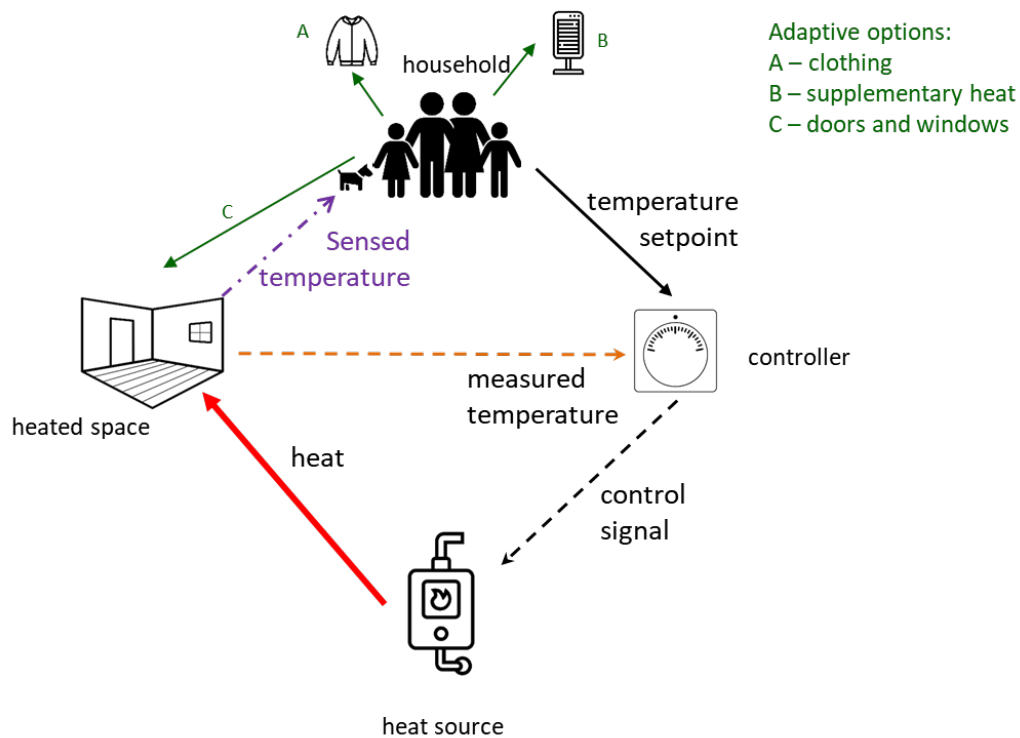 A
household
B
Adaptive options:
A – clothing
B – supplementary heat
C – doors and windows
C
temperature
setpoint
Sensed
temperature
measured
temperature
controller
heated space
heat
control
signal
heat source